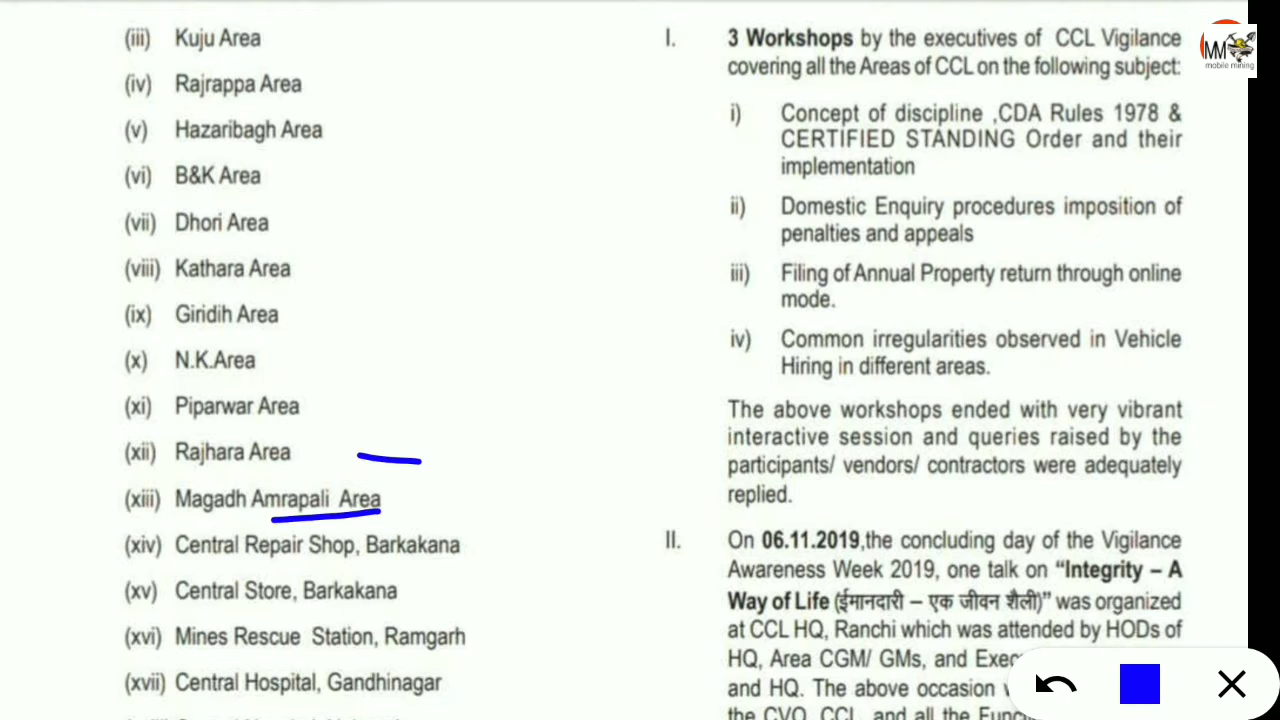 (iii) Kuju Area
(iv) Rajrappa Area
(v) Hazaribagh Area
(vi) B&K Area
(vii) Dhori Area
(viii) Kathara Area
(ix) Giridih Area
(x) N.K.Area
(xi) Piparwar Area
(xii) Rajhara Area
(xiii) Magadh Amrapali Area
(xiv) Central Repair Shop, Barkakana
(xv) Central Store, Barkakana
(xvi) Mines Rescue Station, Ramgarh
(xvii) Central Hospital, Gandhinagar
I. 3 Workshops by the executives of CCL Vigilance
covering all the Areas of CCL on the following subject:
i) Concept of discipline ,CDA Rules 1978 &
CERTIFIED STANDING Order and their
implementation
ii) Domestic Enquiry procedures imposition of
penalties and appeals
iii) Filing of Annual Property return through online
mode.
iv) Common irregularities observed in Vehicle
Hiring in different areas.
The above workshops ended with very vibrant
interactive session and queries raised by the
participants/ vendors/ contractors were adequately
replied.
II. On 06.11.2019,the concluding day of the Vigilance
Awareness Week 2019, one talk on “Integrity – A
Way of Life (ईमानदारी – एक जीवन शैली)” was organized
at CCL HQ, Ranchi which was attended by HODs of
HQ, Area CGM/ GMs, and
and HQ. The above occasion
the CVO, CCL, and all the
MM
mobile mining